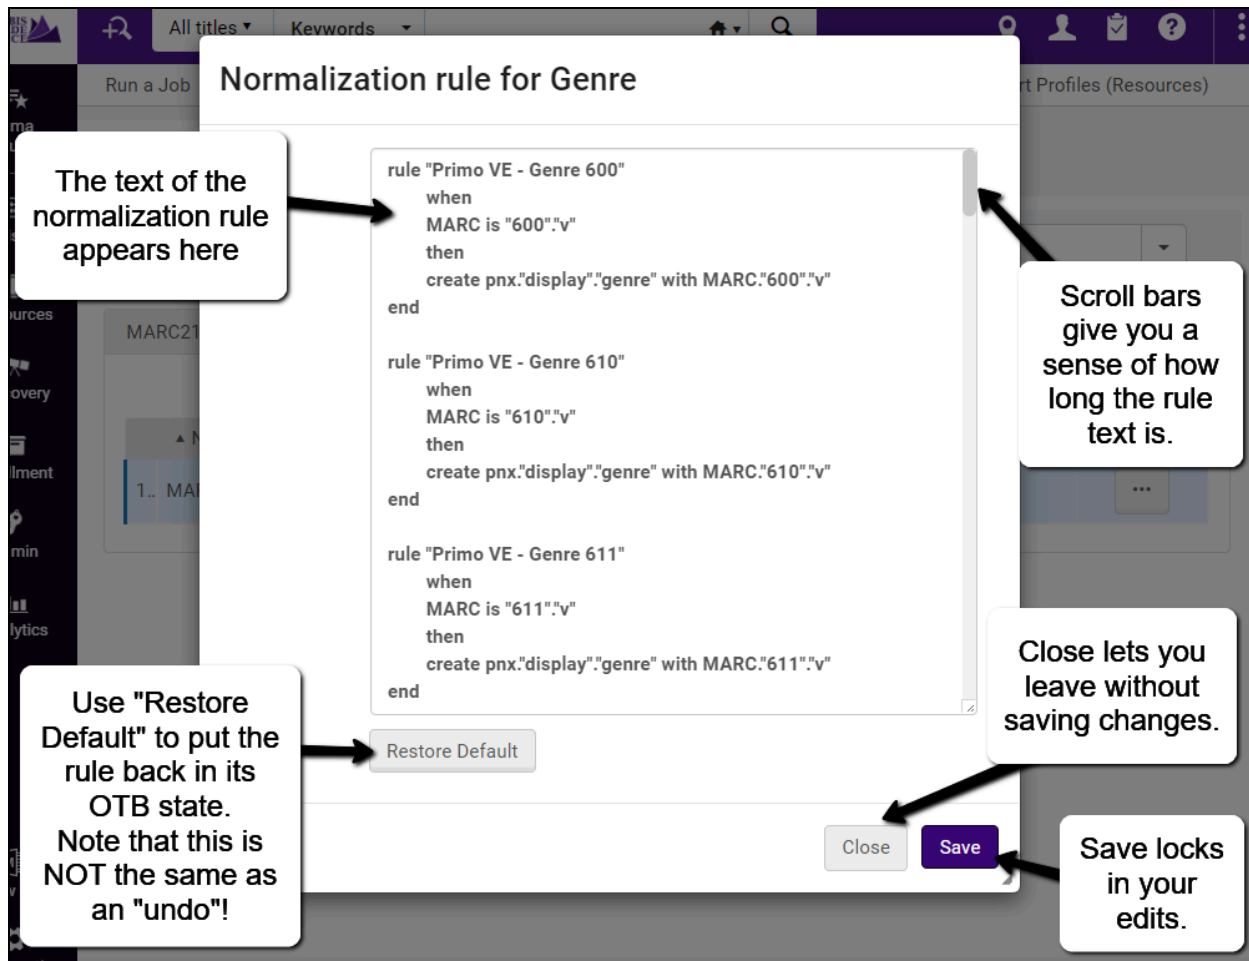 BIS
DE
CE
All titles ▾
Keywords
Run a Job
rt Profiles (Resources)
Normalization rule for Genre
ma
The text of the
normalization rule
appears here
rule "Primo VE - Genre 600"
when
MARC is "600"."v"
then
create pnx."display"."genre" with MARC."600"."v"
end
rule "Primo VE - Genre 610"
when
MARC is "610"."v"
then
create pnx."display"."genre" with MARC."610"."v"
end
rule "Primo VE - Genre 611"
when
MARC is "611"."v"
then
create pnx."display"."genre" with MARC."611"."v"
end
Scroll bars
give you a
sense of how
long the rule
text is.
urces
MARC21
overy
N
llment
1.. MA
...
min
lytics
Close lets you
leave without
saving changes.
Use "Restore
Default" to put the
rule back in its
OTB state.
Note that this is
NOT the same as
an "undo"!
Restore Default
Close
Save
Save locks
in your
edits.